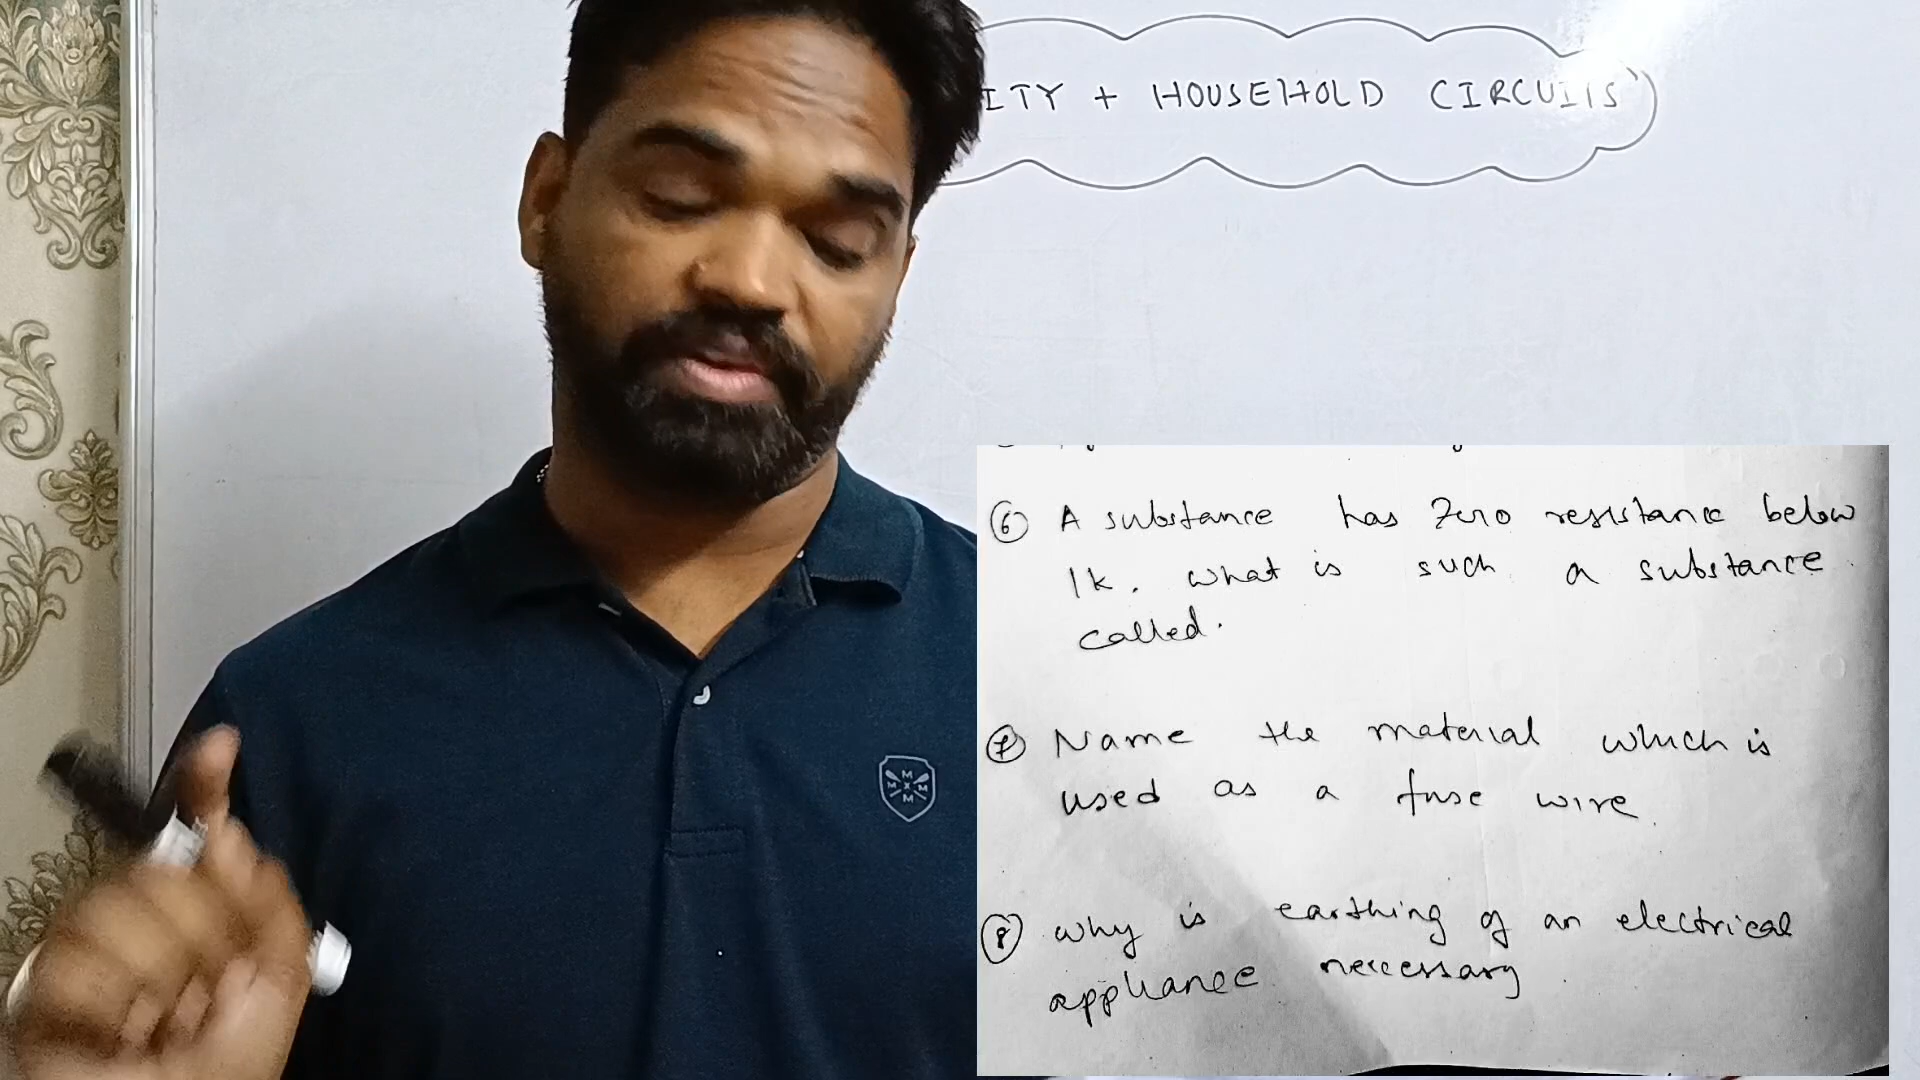 ITY + HOUSEHOLD CIRCUITS)
M
M x M
M
⑥ A substance has Zero resistance below
1k. what is such a substance
called.
⑦ Name the material which is
used as a fuse wire.
⑧ why is earthing of an electrical
appliance neccessary